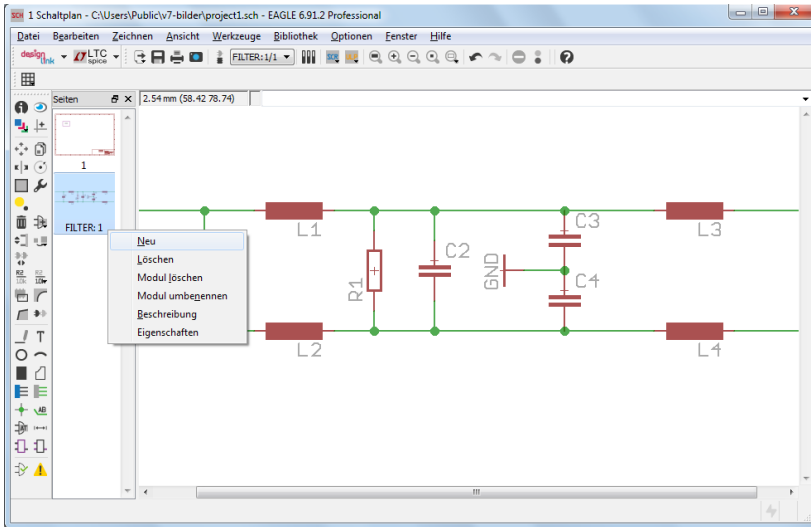 1 Schaltplan - C:\Users\Public\v7-bilder\project1.sch - EAGLE 6.91.2 Professional
Datei Bearbeiten Zeichnen Ansicht Werkzeuge Bibliothek Optionen Fenster Hilfe
design link LTC spice FILTER:1/1
Seiten
2.54 mm (58.42 78.74)
1
FILTER: 1
Neu
Löschen
Modul löschen
Modul umbenennen
Beschreibung
Eigenschaften
L1
C3
L3
C2
GND
R1
C4
L2
L4